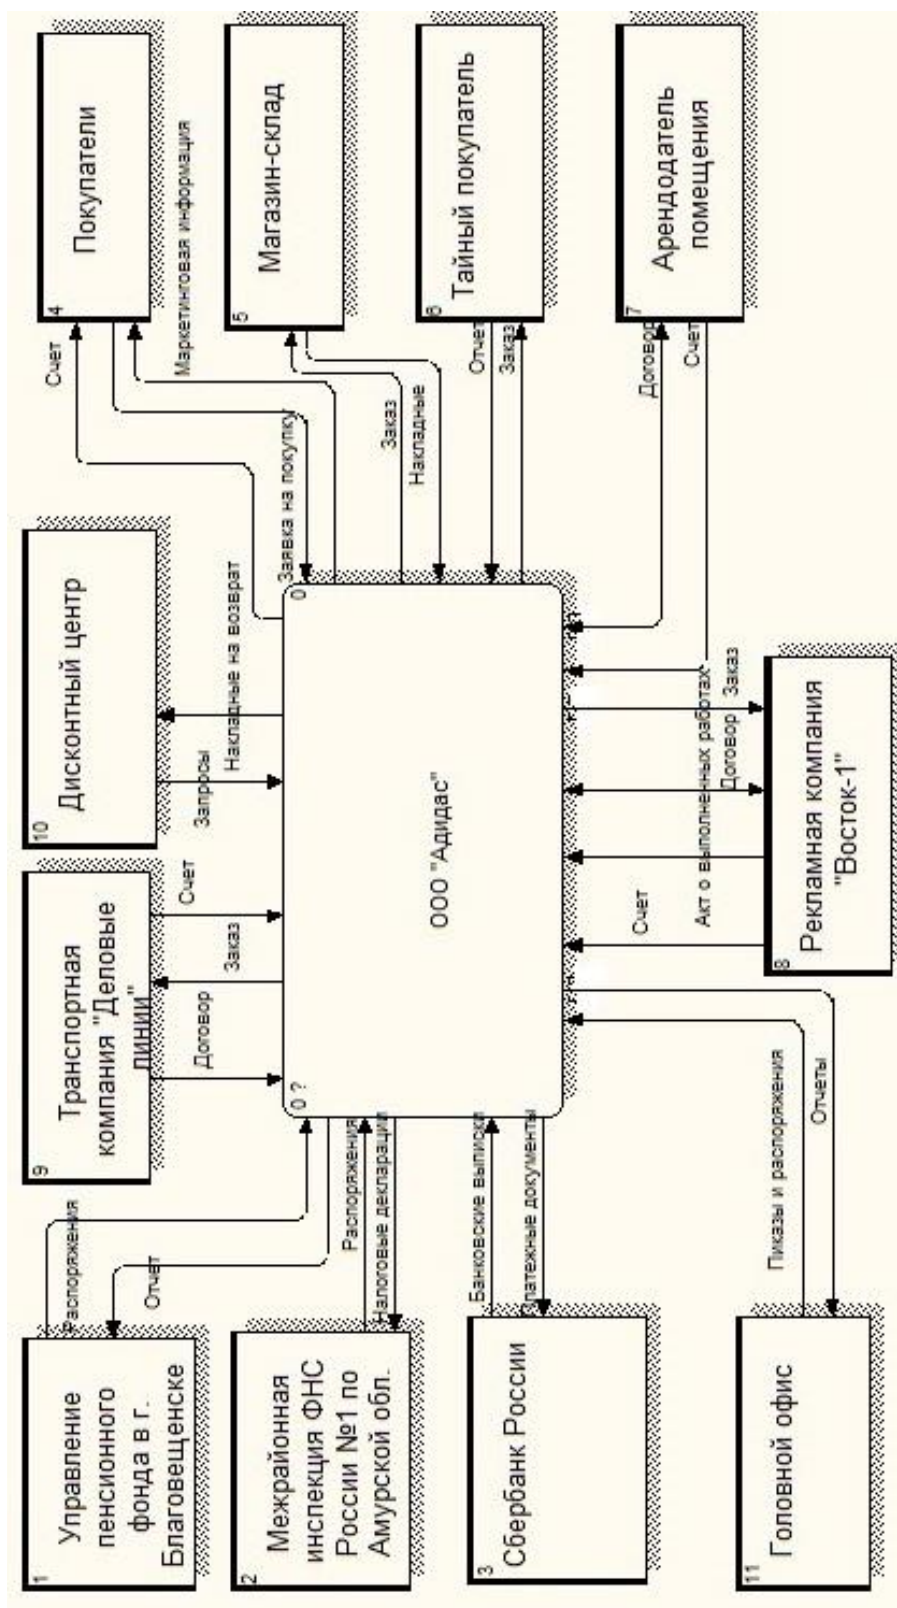 1
Управление
пенсионного
фонда в г.
Благовещенске
Распоряжения
Отчет
9
Транспортная
компания "Деловые
линии"
Договор
Заказ
Счет
10
Дисконтный центр
Запросы
Накладные на возврат
4
Покупатели
Счет
Заявка на покупку
Маркетинговая информация
2
Межрайонная
инспекция ФНС
России №1 по
Амурской обл.
Распоряжения
Налоговые декларации
0 ?
0
ООО "Адидас"
5
Магазин-склад
Заказ
Накладные
3
Сбербанк России
Банковские выписки
Платежные документы
6
Тайный покупатель
Отчет
Заказ
11
Головной офис
Пиказы и распоряжения
Отчеты
8
Рекламная компания
"Восток-1"
Счет
Акт о выполненных работах
Договор
Заказ
7
Арендодатель
помещения
Договор
Счет